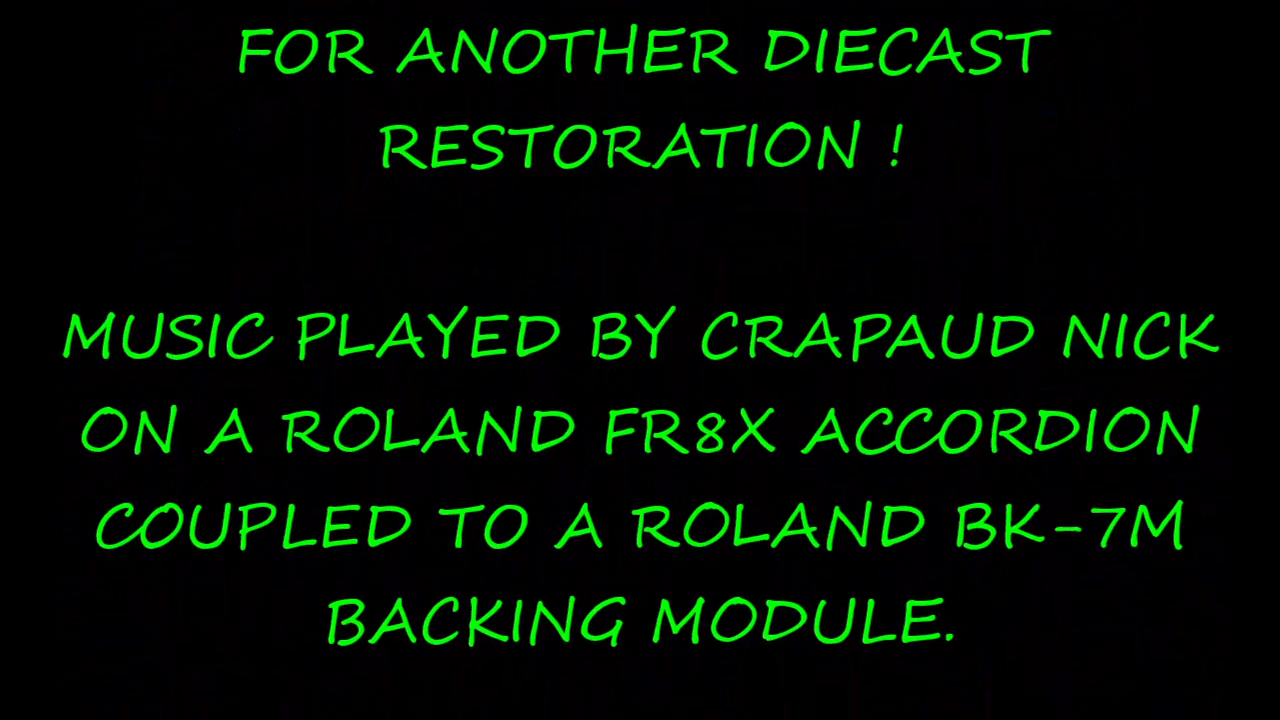 FOR ANOTHER DIECAST
RESTORATION !
MUSIC PLAYED BY CRAPAUD NICK
ON A ROLAND FR8X ACCORDION
COUPLED TO A ROLAND BK-7M
BACKING MODULE.